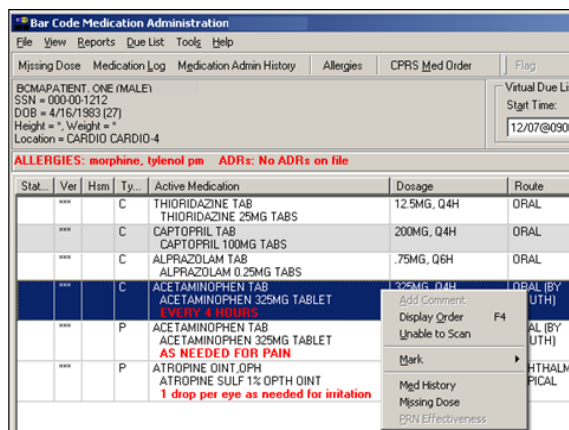 Bar Code Medication Administration
File View Reports Due List Tools Help
Missing Dose Medication Log Medication Admin History Allergies CPRS Med Order Flag
BCMAPATIENT, ONE (MALE)
SSN = 000-00-1212
DOB = 4/16/1983 (27)
Height = *, Weight = *
Location = CARDIO CARDIO-4
Virtual Due Li
Start Time:
12/07@090
ALLERGIES: morphine, tylenol pm ADRs: No ADRs on file
Stat... Ver Hsm Ty... Active Medication Dosage Route
*** C THIORIDAZINE TAB 12.5MG, Q4H ORAL
THIORIDAZINE 25MG TABS
*** C CAPTOPRIL TAB 200MG, Q4H ORAL
CAPTOPRIL 100MG TABS
*** C ALPRAZOLAM TAB .75MG, Q6H ORAL
ALPRAZOLAM 0.25MG TABS
*** C ACETAMINOPHEN TAB 325MG, Q4H ORAL (BY
ACETAMINOPHEN 325MG TABLET UTH)
EVERY 4 HOURS
*** P ACETAMINOPHEN TAB AL (BY
ACETAMINOPHEN 325MG TABLET UTH)
AS NEEDED FOR PAIN
*** P ATROPINE OINT,OPH HTHALM
ATROPINE SULF 1% OPTH OINT PICAL
1 drop per eye as needed for irritation
Add Comment
Display Order F4
Unable to Scan
Mark
Med History
Missing Dose
PRN Effectiveness